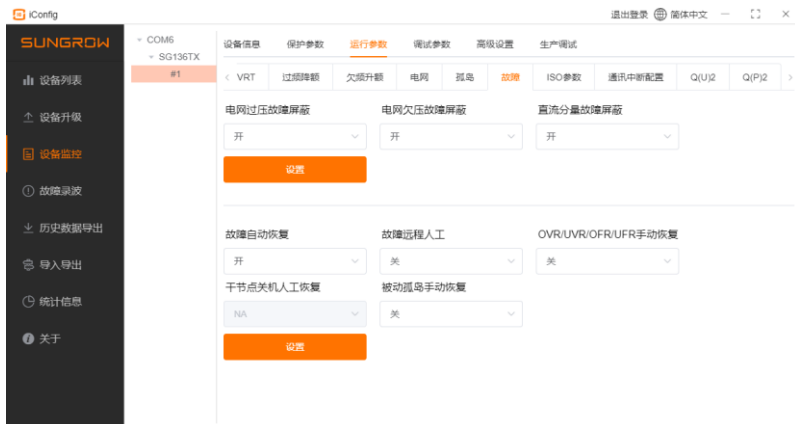 iConfig
退出登录 简体中文
SUNGROW
设备列表
设备升级
设备监控
故障录波
历史数据导出
导入导出
统计信息
关于
COM6
SG136TX
#1
设备信息 保护参数 运行参数 调试参数 高级设置 生产调试
VRT 过频降额 欠频升额 电网 孤岛 故障 ISO参数 通讯中断配置 Q(U)2 Q(P)2
电网过压故障屏蔽 电网欠压故障屏蔽 直流分量故障屏蔽
开 开 开
设置
故障自动恢复 故障远程人工 OVR/UVR/OFR/UFR手动恢复
开 关 关
干节点关机人工恢复 被动孤岛手动恢复
NA 关
设置